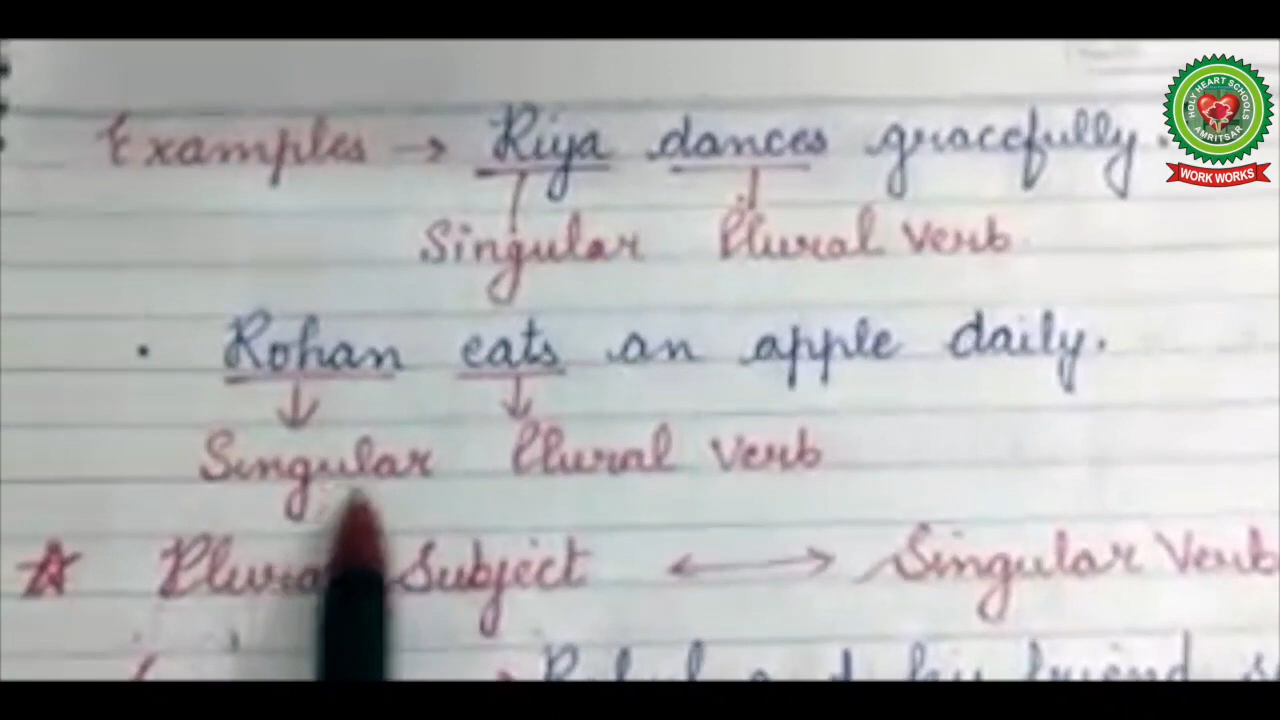 Examples → Riya dances gracefully.
Singular Plural Verb
· Rohan eats an apple daily.
Singular Plural Verb
☆ Plural Subject ↔ Singular Verb
HOLY HEART SCHOOLS
AMRITSAR
WORK WORKS